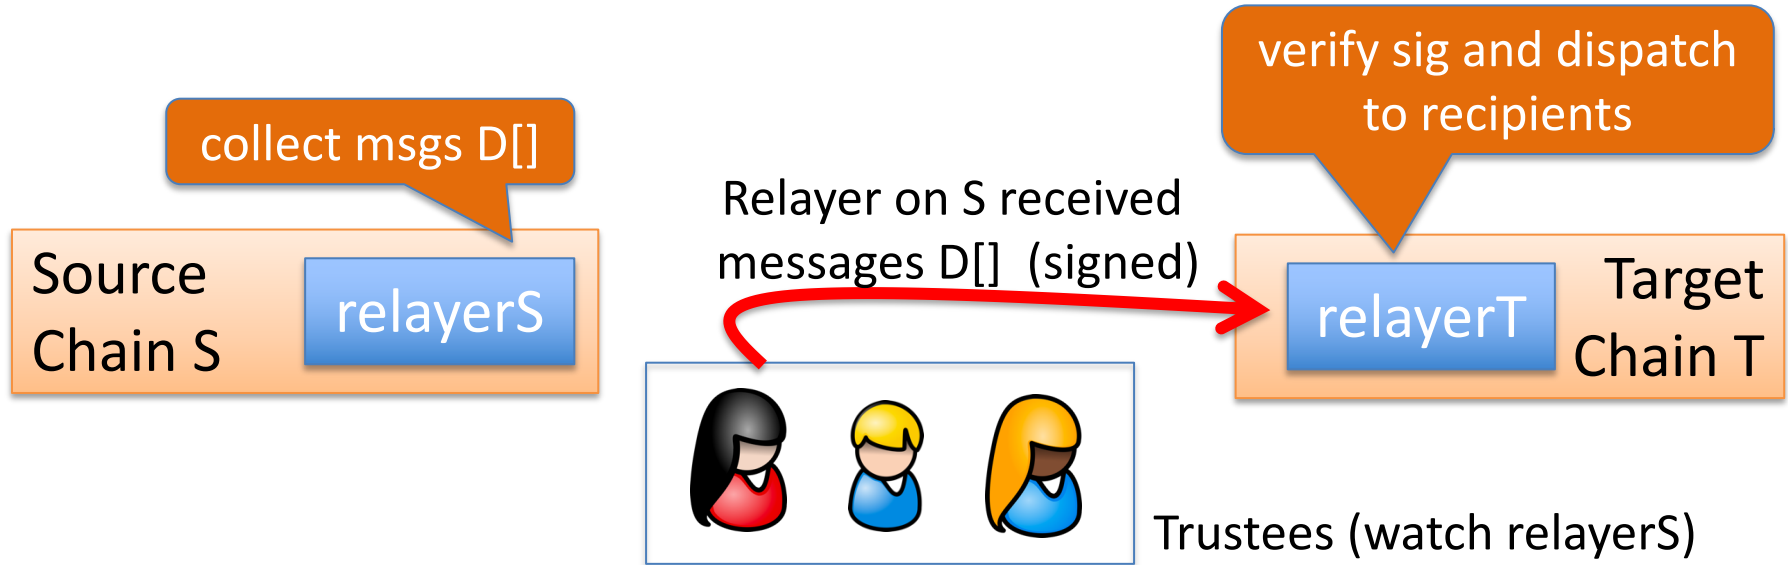 collect msgs D[]
verify sig and dispatch
to recipients
Relayer on S received
messages D[]  (signed)
Source
Chain S
relayerS
relayerT
Target
Chain T
Trustees (watch relayerS)